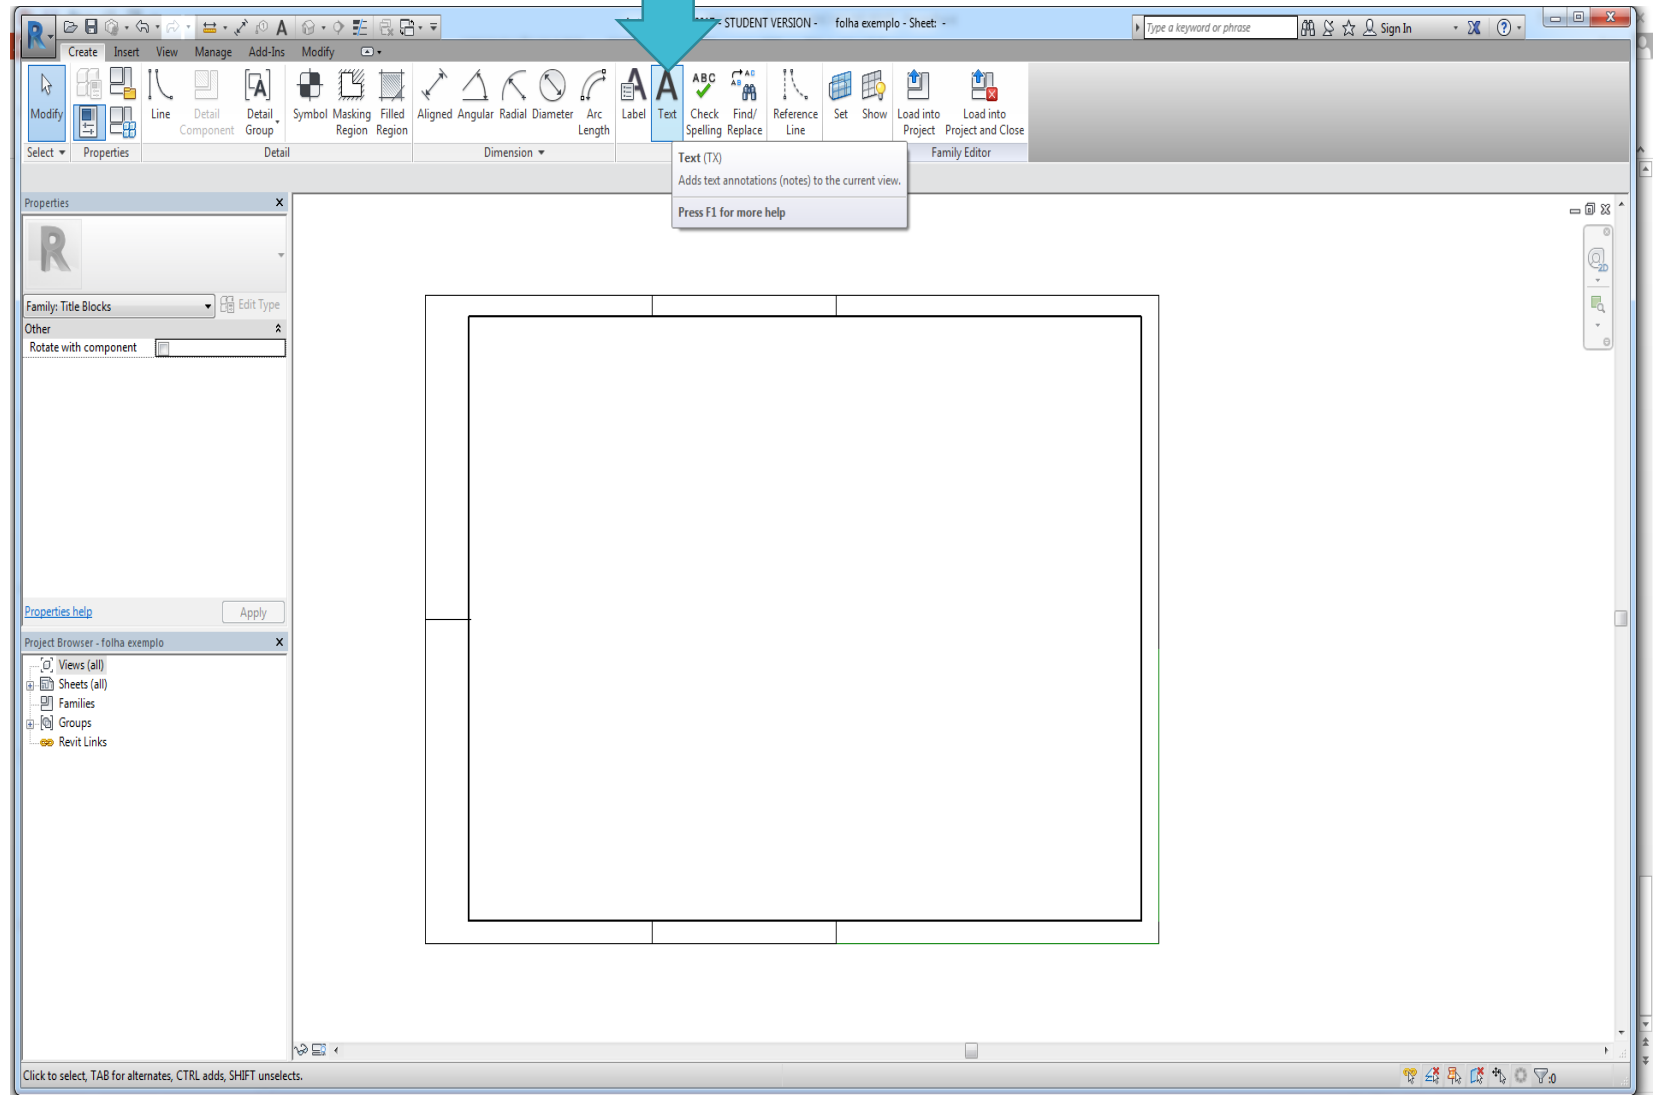 STUDENT VERSION - folha exemplo - Sheet: -
Type a keyword or phrase
Sign In
Create Insert View Manage Add-Ins Modify
Modify
Line
Detail Component
Detail Group
Symbol
Masking Region
Filled Region
Aligned
Angular
Radial
Diameter
Arc Length
Label
Text
Check Spelling
Find/ Replace
Reference Line
Set
Show
Load into Project
Load into Project and Close
Select
Properties
Detail
Dimension
Family Editor
Text (TX)
Adds text annotations (notes) to the current view.
Press F1 for more help
Properties
Family: Title Blocks
Edit Type
Other
Rotate with component
Properties help
Apply
Project Browser - folha exemplo
Views (all)
Sheets (all)
Families
Groups
Revit Links
Click to select, TAB for alternates, CTRL adds, SHIFT unselects.
2D
:0